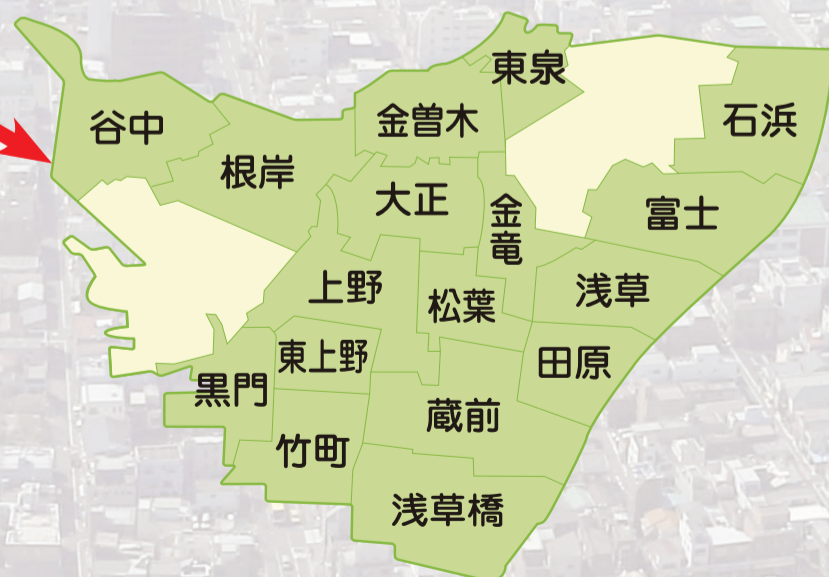 東泉
谷中
金曽木
石浜
根岸
大正
金竜
富士
上野
松葉
浅草
東上野
田原
黒門
蔵前
竹町
浅草橋